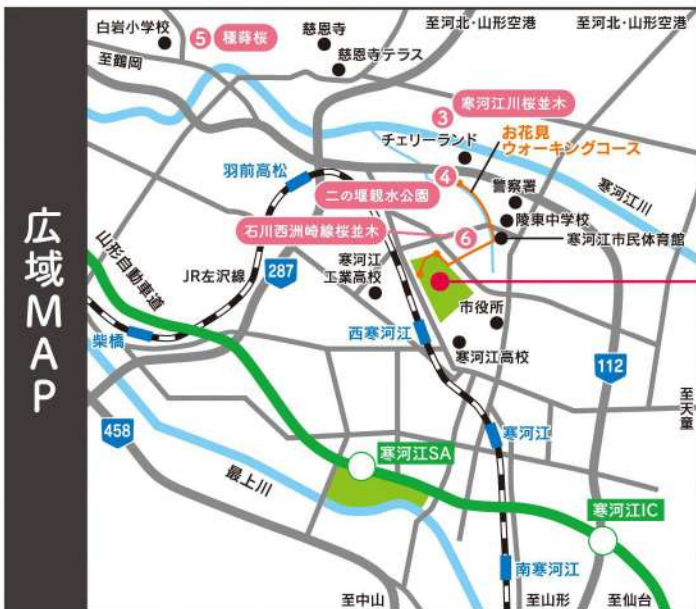 広域MAP
白岩小学校
⑤ 種蒔桜
慈恩寺
慈恩寺テラス
至河北・山形空港
至河北・山形空港
至鶴岡
③ 寒河江川桜並木
チェリーランド
お花見
ウォーキングコース
羽前高松
④
二の堰親水公園
警察署
寒河江川
陵東中学校
石川西洲崎線桜並木
⑥
寒河江市民体育館
山形自動車道
JR左沢線
287
寒河江
工業高校
市役所
柴橋
西寒河江
寒河江高校
112
至天童
458
寒河江SA
寒河江
最上川
寒河江IC
南寒河江
至中山
至山形
至仙台